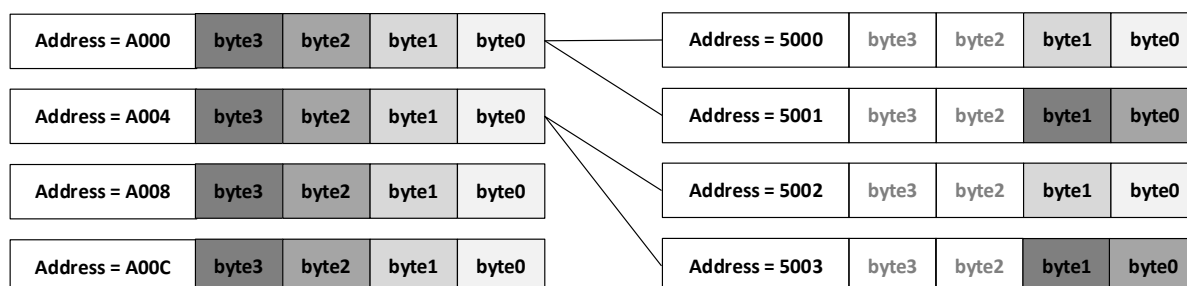 Address = A000 byte3 byte2 byte1 byte0 Address = 5000 byte3 byte2 byte1 byte0
Address = A004 byte3 byte2 byte1 byte0 Address = 5001 byte3 byte2 byte1 byte0
Address = A008 byte3 byte2 byte1 byte0 Address = 5002 byte3 byte2 byte1 byte0
Address = A00C byte3 byte2 byte1 byte0 Address = 5003 byte3 byte2 byte1 byte0